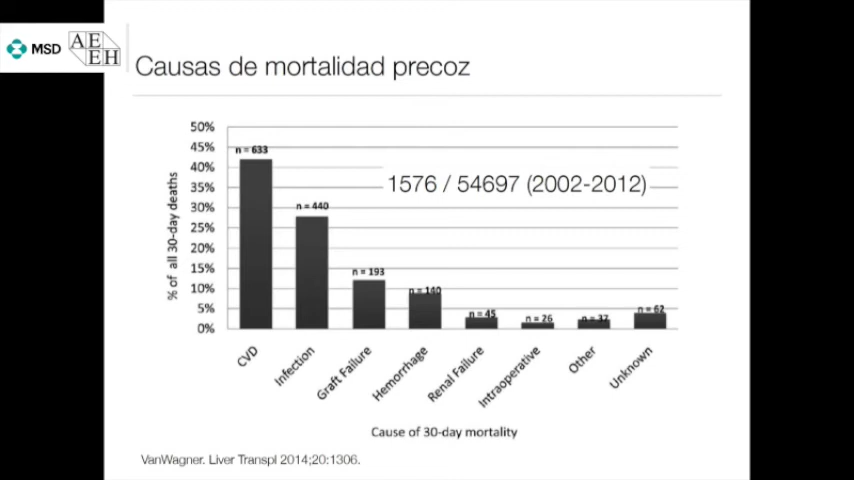 MSD
AE
EH
Causas de mortalidad precoz
50%
45%
40%
35%
30%
25%
20%
15%
10%
5%
0%
% of all 30-day deaths
n = 633
n = 440
n = 193
n = 140
n = 45
n = 26
n = 37
n = 62
1576 / 54697 (2002-2012)
CVD
Infection
Graft Failure
Hemorrhage
Renal Failure
Intraoperative
Other
Unknown
Cause of 30-day mortality
VanWagner. Liver Transpl 2014;20:1306.